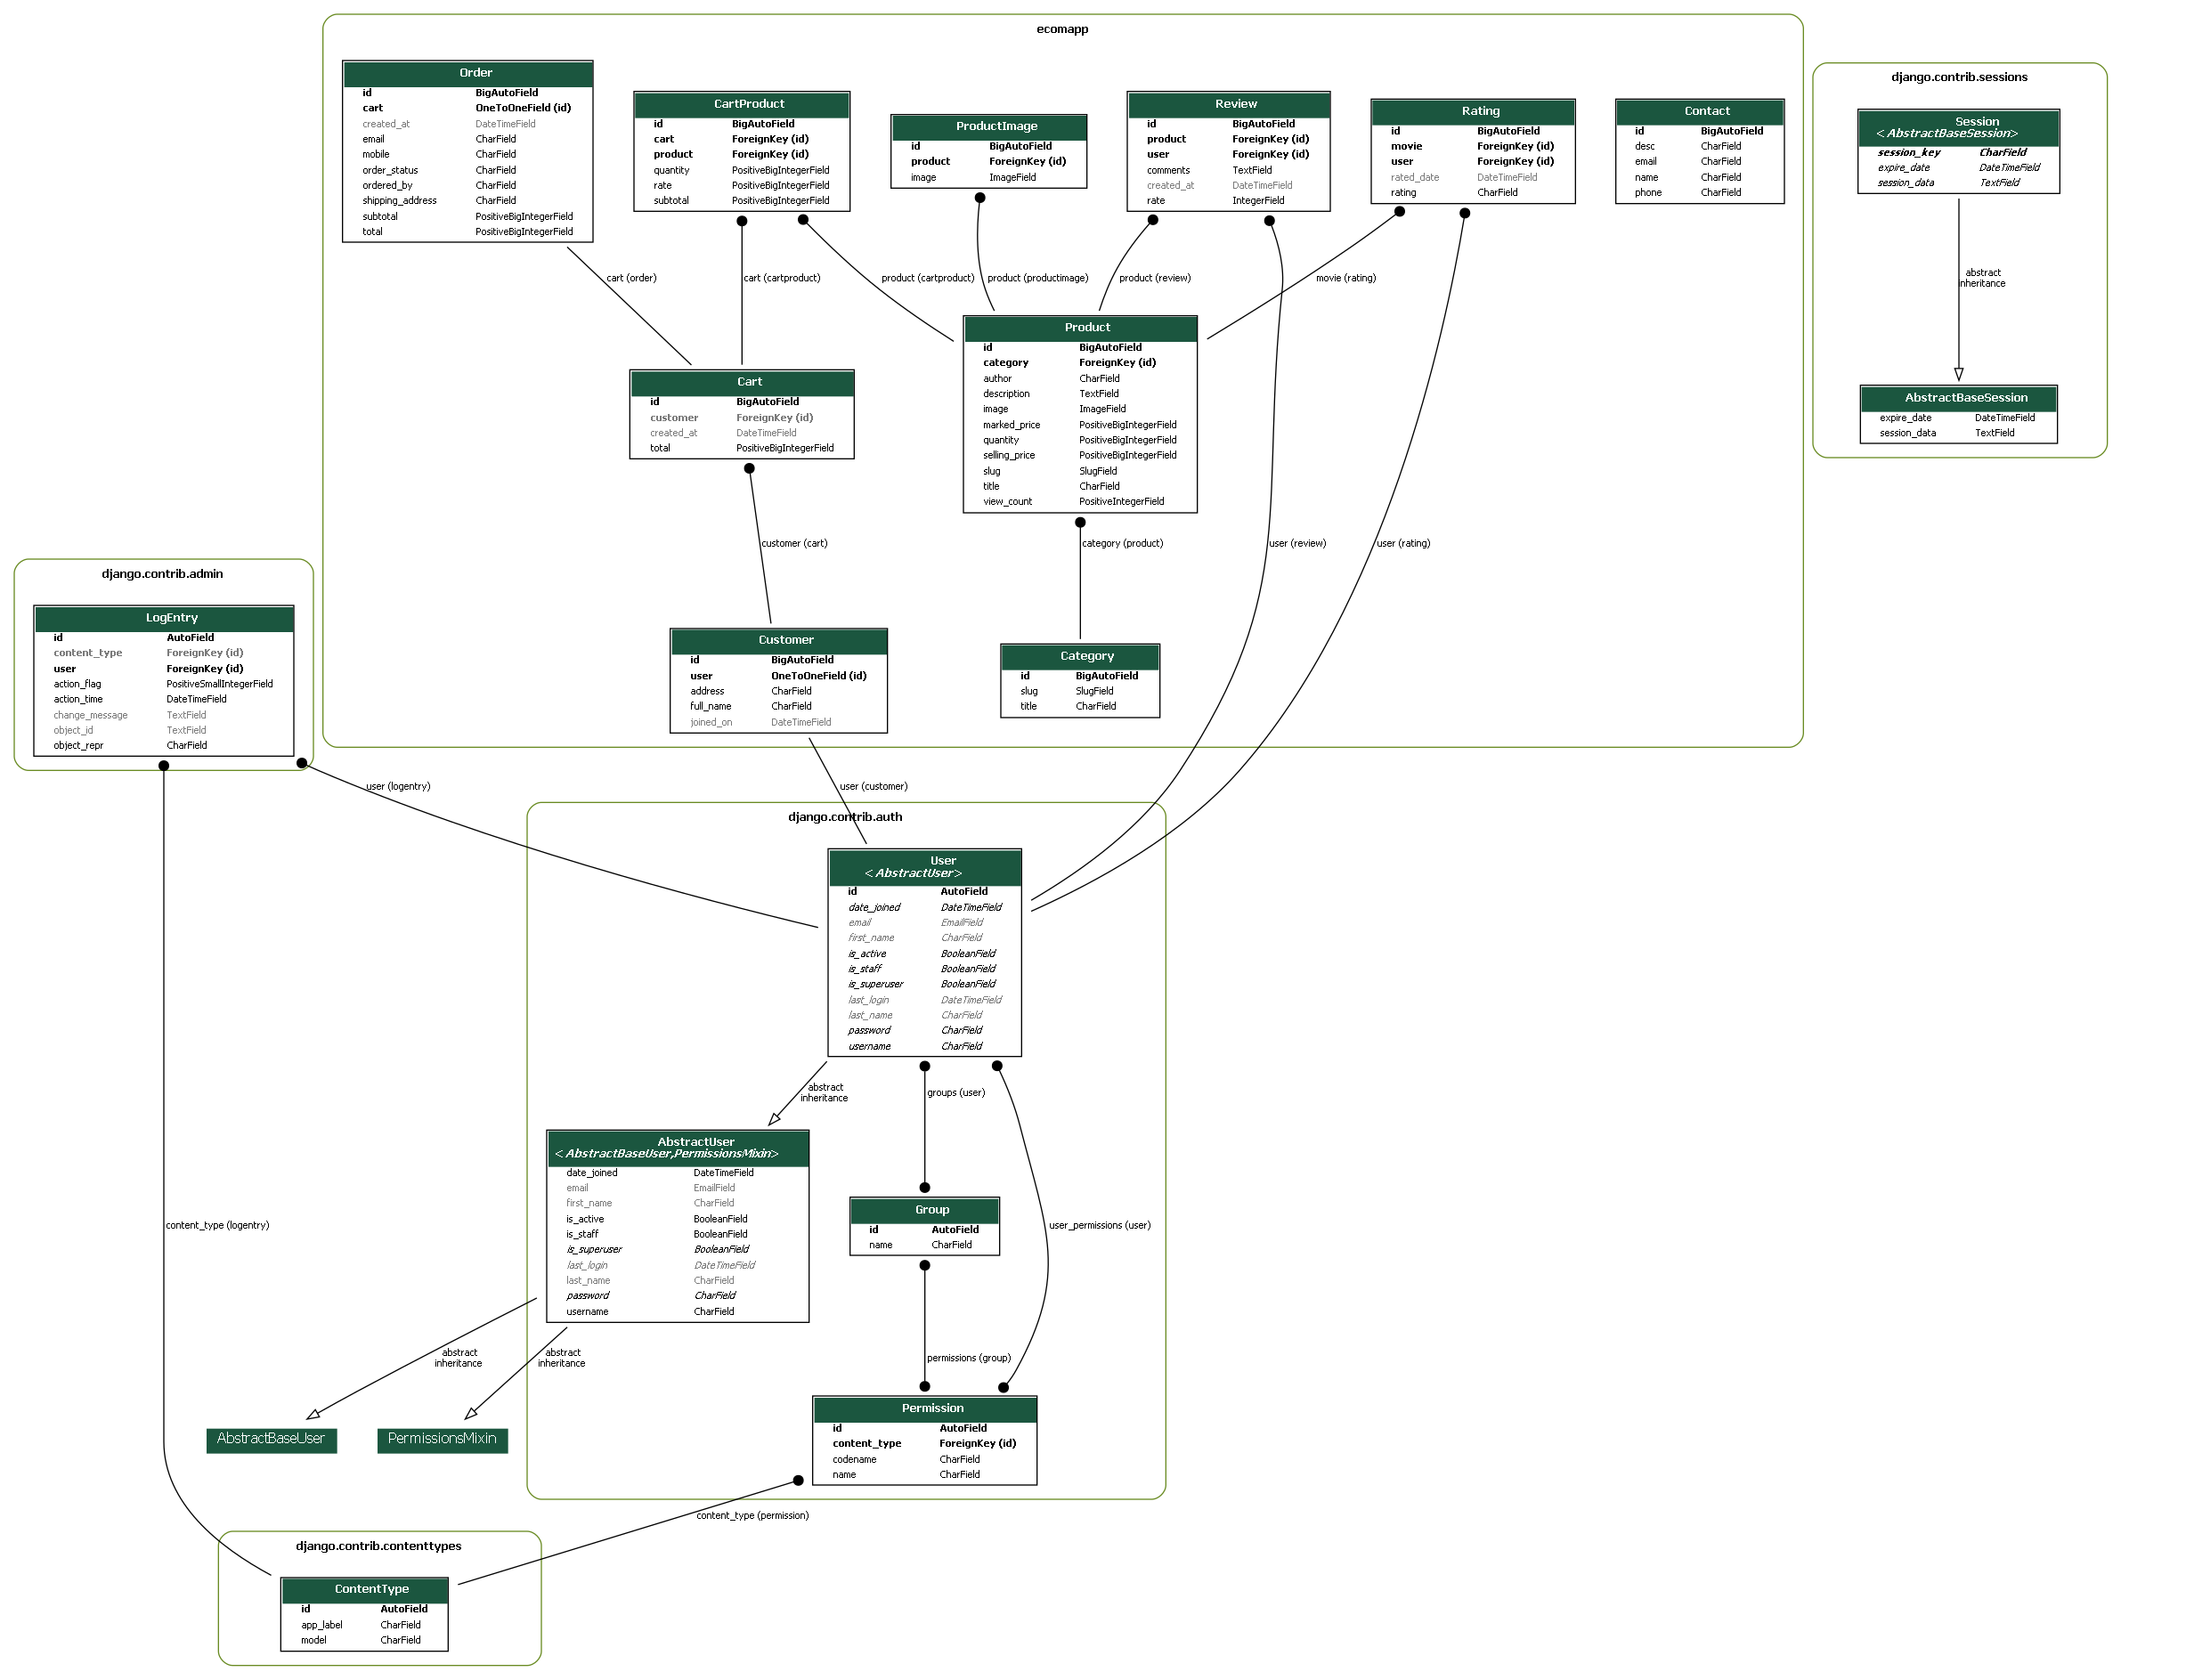 ecomapp
Order
id BigAutoField
cart OneToOneField (id)
created_at DateTimeField
email CharField
mobile CharField
order_status CharField
ordered_by CharField
shipping_address CharField
subtotal PositiveBigIntegerField
total PositiveBigIntegerField
CartProduct
id BigAutoField
cart ForeignKey (id)
product ForeignKey (id)
quantity PositiveBigIntegerField
rate PositiveBigIntegerField
subtotal PositiveBigIntegerField
ProductImage
id BigAutoField
product ForeignKey (id)
image ImageField
Review
id BigAutoField
product ForeignKey (id)
user ForeignKey (id)
comments TextField
created_at DateTimeField
rate IntegerField
Rating
id BigAutoField
movie ForeignKey (id)
user ForeignKey (id)
rated_date DateTimeField
rating CharField
Contact
id BigAutoField
desc CharField
email CharField
name CharField
phone CharField
django.contrib.sessions
Session
<AbstractBaseSession>
session_key CharField
expire_date DateTimeField
session_data TextField
abstract
inheritance
AbstractBaseSession
expire_date DateTimeField
session_data TextField
cart (order)
cart (cartproduct)
product (cartproduct)
product (productimage)
product (review)
movie (rating)
Product
id BigAutoField
category ForeignKey (id)
author CharField
description TextField
image ImageField
marked_price PositiveBigIntegerField
quantity PositiveBigIntegerField
selling_price PositiveBigIntegerField
slug SlugField
title CharField
view_count PositiveIntegerField
Cart
id BigAutoField
customer ForeignKey (id)
created_at DateTimeField
total PositiveBigIntegerField
customer (cart)
category (product)
user (review)
user (rating)
django.contrib.admin
LogEntry
id AutoField
content_type ForeignKey (id)
user ForeignKey (id)
action_flag PositiveSmallIntegerField
action_time DateTimeField
change_message TextField
object_id TextField
object_repr CharField
Customer
id BigAutoField
user OneToOneField (id)
address CharField
full_name CharField
joined_on DateTimeField
Category
id BigAutoField
slug SlugField
title CharField
user (logentry)
user (customer)
django.contrib.auth
User
<AbstractUser>
id AutoField
date_joined DateTimeField
email EmailField
first_name CharField
is_active BooleanField
is_staff BooleanField
is_superuser BooleanField
last_login DateTimeField
last_name CharField
password CharField
username CharField
abstract
inheritance
groups (user)
AbstractUser
<AbstractBaseUser,PermissionsMixin>
date_joined DateTimeField
email EmailField
first_name CharField
is_active BooleanField
is_staff BooleanField
is_superuser BooleanField
last_login DateTimeField
last_name CharField
password CharField
username CharField
Group
id AutoField
name CharField
content_type (logentry)
user_permissions (user)
abstract
inheritance
abstract
inheritance
permissions (group)
AbstractBaseUser
PermissionsMixin
Permission
id AutoField
content_type ForeignKey (id)
codename CharField
name CharField
content_type (permission)
django.contrib.contenttypes
ContentType
id AutoField
app_label CharField
model CharField